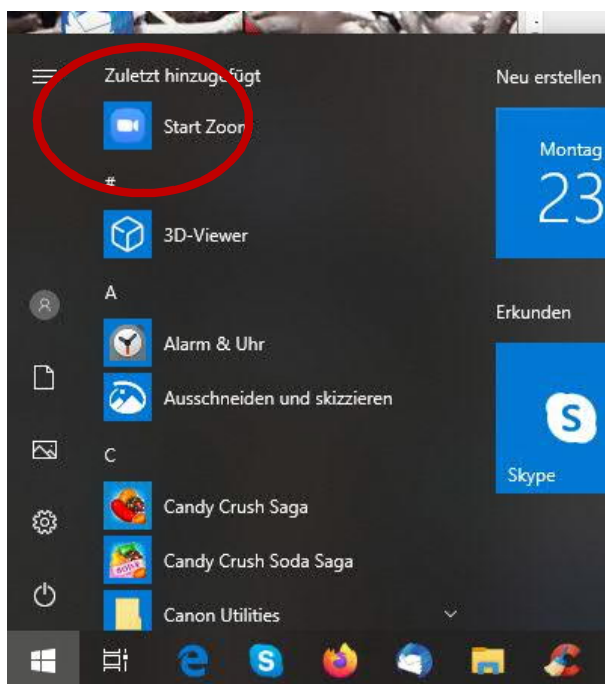 Zuletzt hinzugefügt
Start Zoom
#
3D-Viewer
A
Alarm & Uhr
Ausschneiden und skizzieren
C
Candy Crush Saga
Candy Crush Soda Saga
Canon Utilities
Neu erstellen
Montag
23
Erkunden
Skype